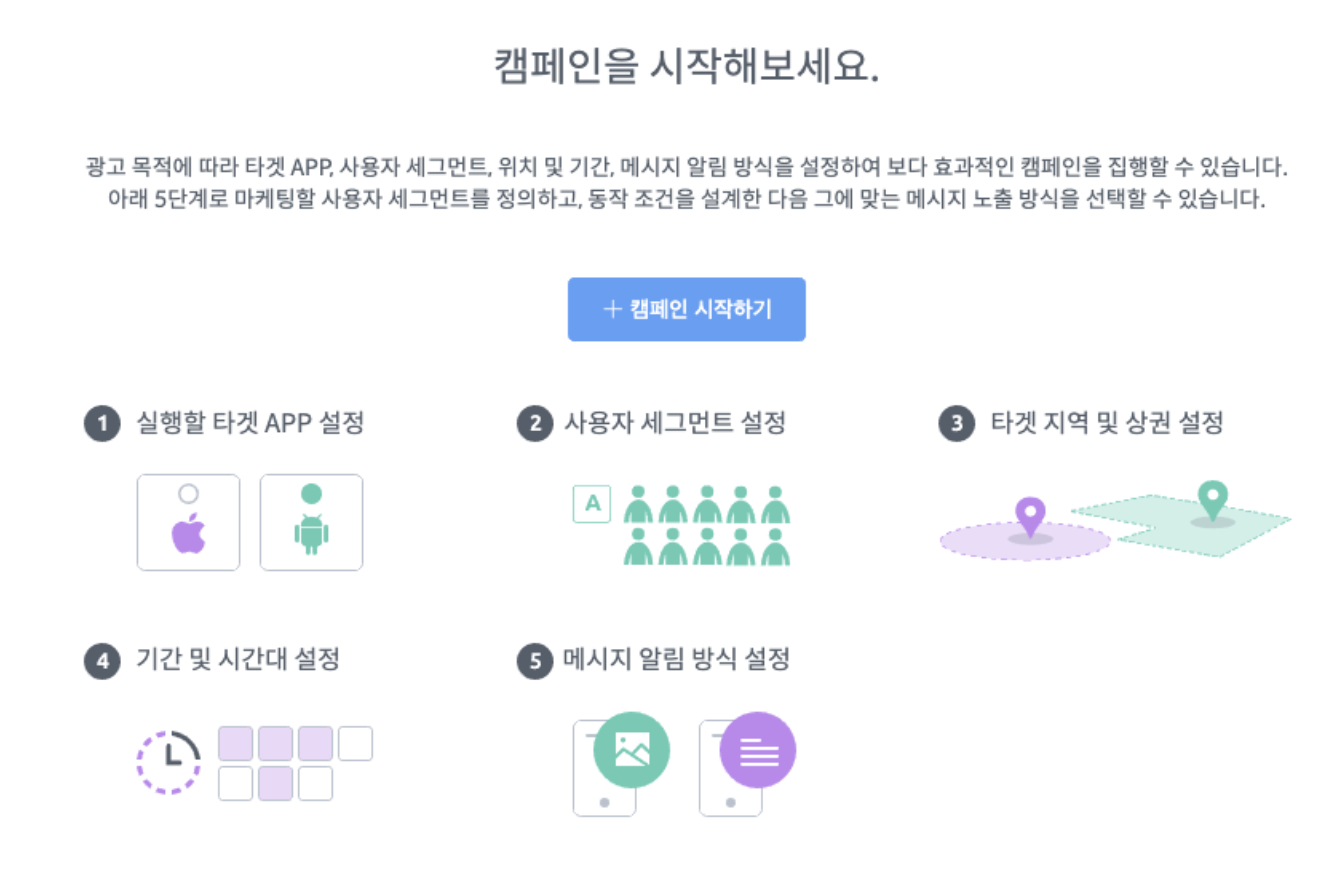 캠페인을 시작해보세요.
광고 목적에 따라 타겟 APP, 사용자 세그먼트, 위치 및 기간, 메시지 알림 방식을 설정하여 보다 효과적인 캠페인을 집행할 수 있습니다.
아래 5단계로 마케팅할 사용자 세그먼트를 정의하고, 동작 조건을 설계한 다음 그에 맞는 메시지 노출 방식을 선택할 수 있습니다.
+ 캠페인 시작하기
1 실행할 타겟 APP 설정
2 사용자 세그먼트 설정
3 타겟 지역 및 상권 설정
A
4 기간 및 시간대 설정
5 메시지 알림 방식 설정